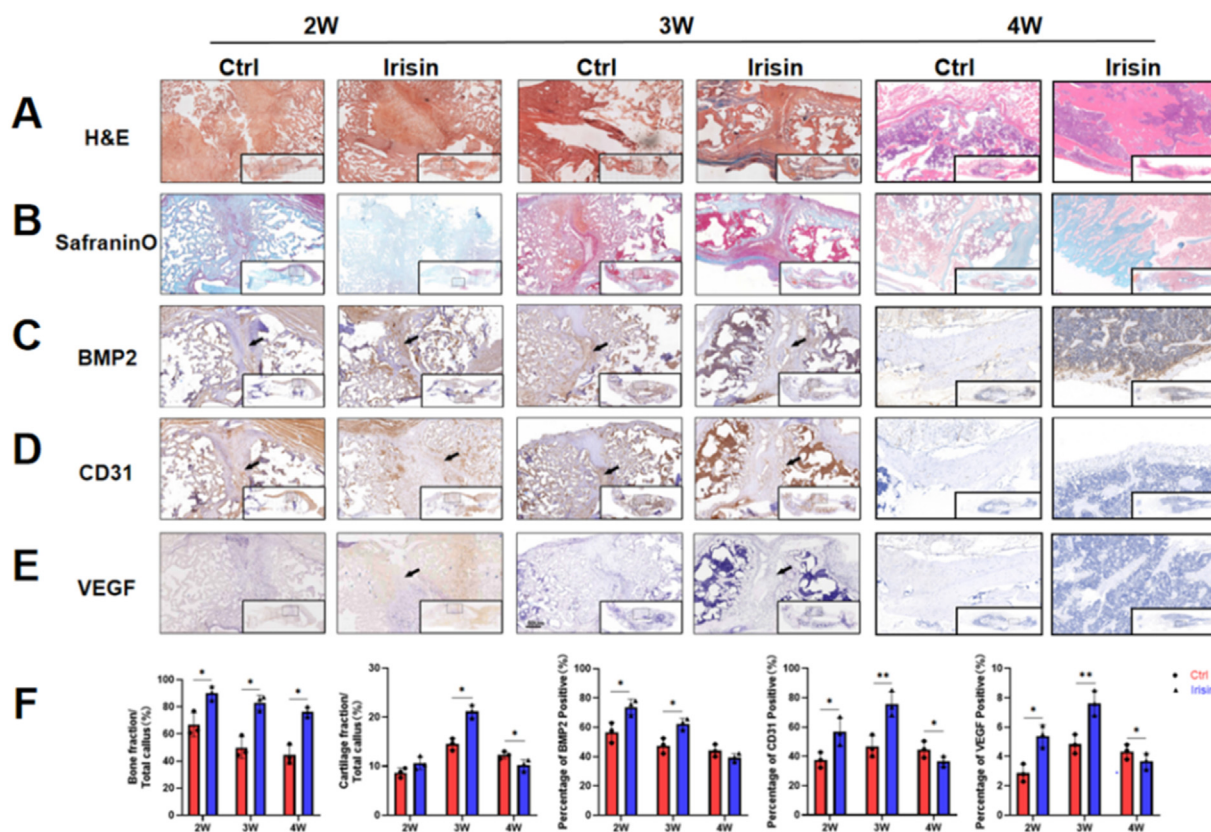 2W 3W 4W
Ctrl Irisin Ctrl Irisin Ctrl Irisin
A
H&E
B
SafraninO
C
BMP2
D
CD31
E
VEGF
F
Bone fraction/
Total callus(%)
100
80
60
40
20
0
* * *
2W 3W 4W
Cartilage fraction/
Total callus(%)
30
20
10
0
* *
2W 3W 4W
Percentage of BMP2 Positive(%)
100
80
60
40
20
0
* *
2W 3W 4W
Percentage of CD31 Positive(%)
100
80
60
40
20
0
* ** *
2W 3W 4W
Percentage of VEGF Positive(%)
10
8
6
4
2
0
* ** *
2W 3W 4W
Ctrl
Irisin